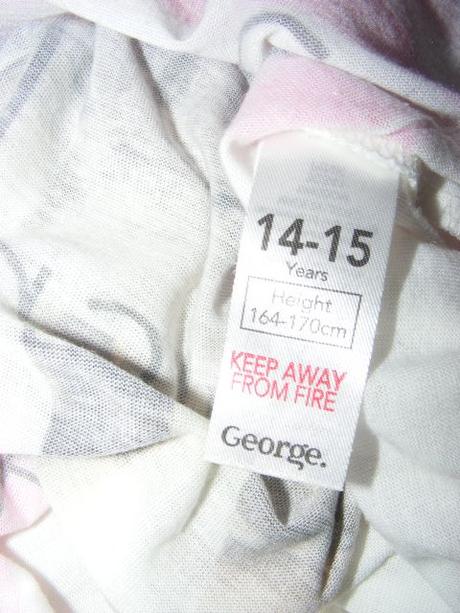 14-15
Years
Height
164-170cm
KEEP AWAY
FROM FIRE
George.